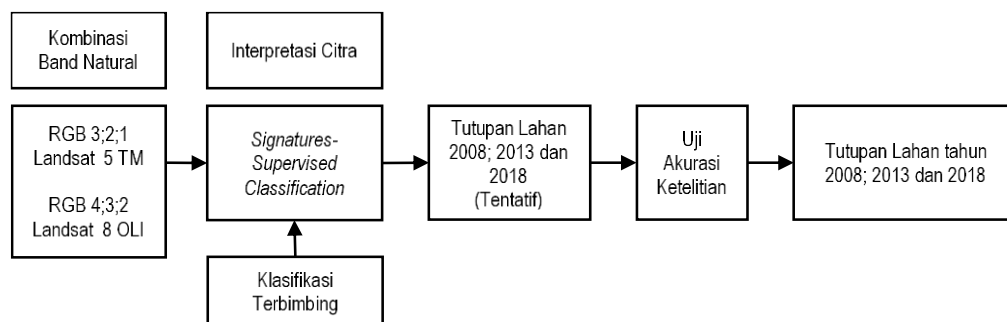 Kombinasi
Band Natural
Interpretasi Citra
RGB 3;2;1
Landsat 5 TM
RGB 4;3;2
Landsat 8 OLI
Signatures-
Supervised
Classification
Tutupan Lahan
2008; 2013 dan
2018
(Tentatif)
Uji
Akurasi
Ketelitian
Tutupan Lahan tahun
2008; 2013 dan 2018
Klasifikasi
Terbimbing